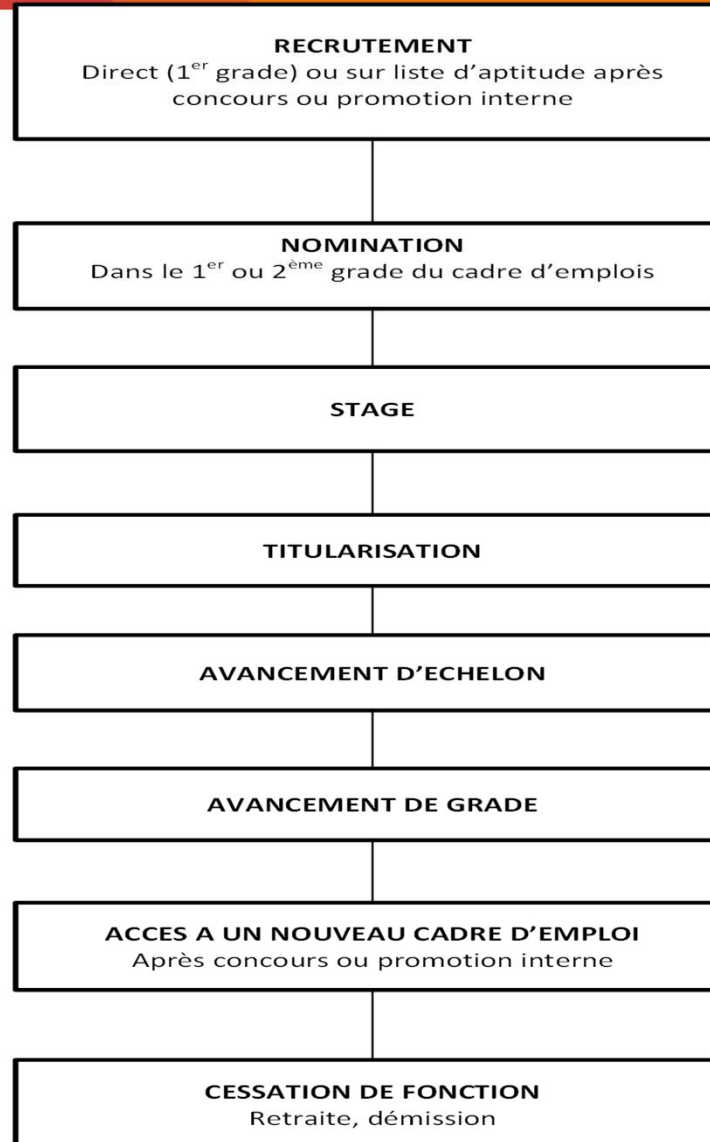 RECRUTEMENT
Direct (1er grade) ou sur liste d’aptitude après
concours ou promotion interne
NOMINATION
Dans le 1er ou 2ème grade du cadre d’emplois
STAGE
TITULARISATION
AVANCEMENT D’ECHELON
AVANCEMENT DE GRADE
ACCES A UN NOUVEAU CADRE D’EMPLOI
Après concours ou promotion interne
CESSATION DE FONCTION
Retraite, démission